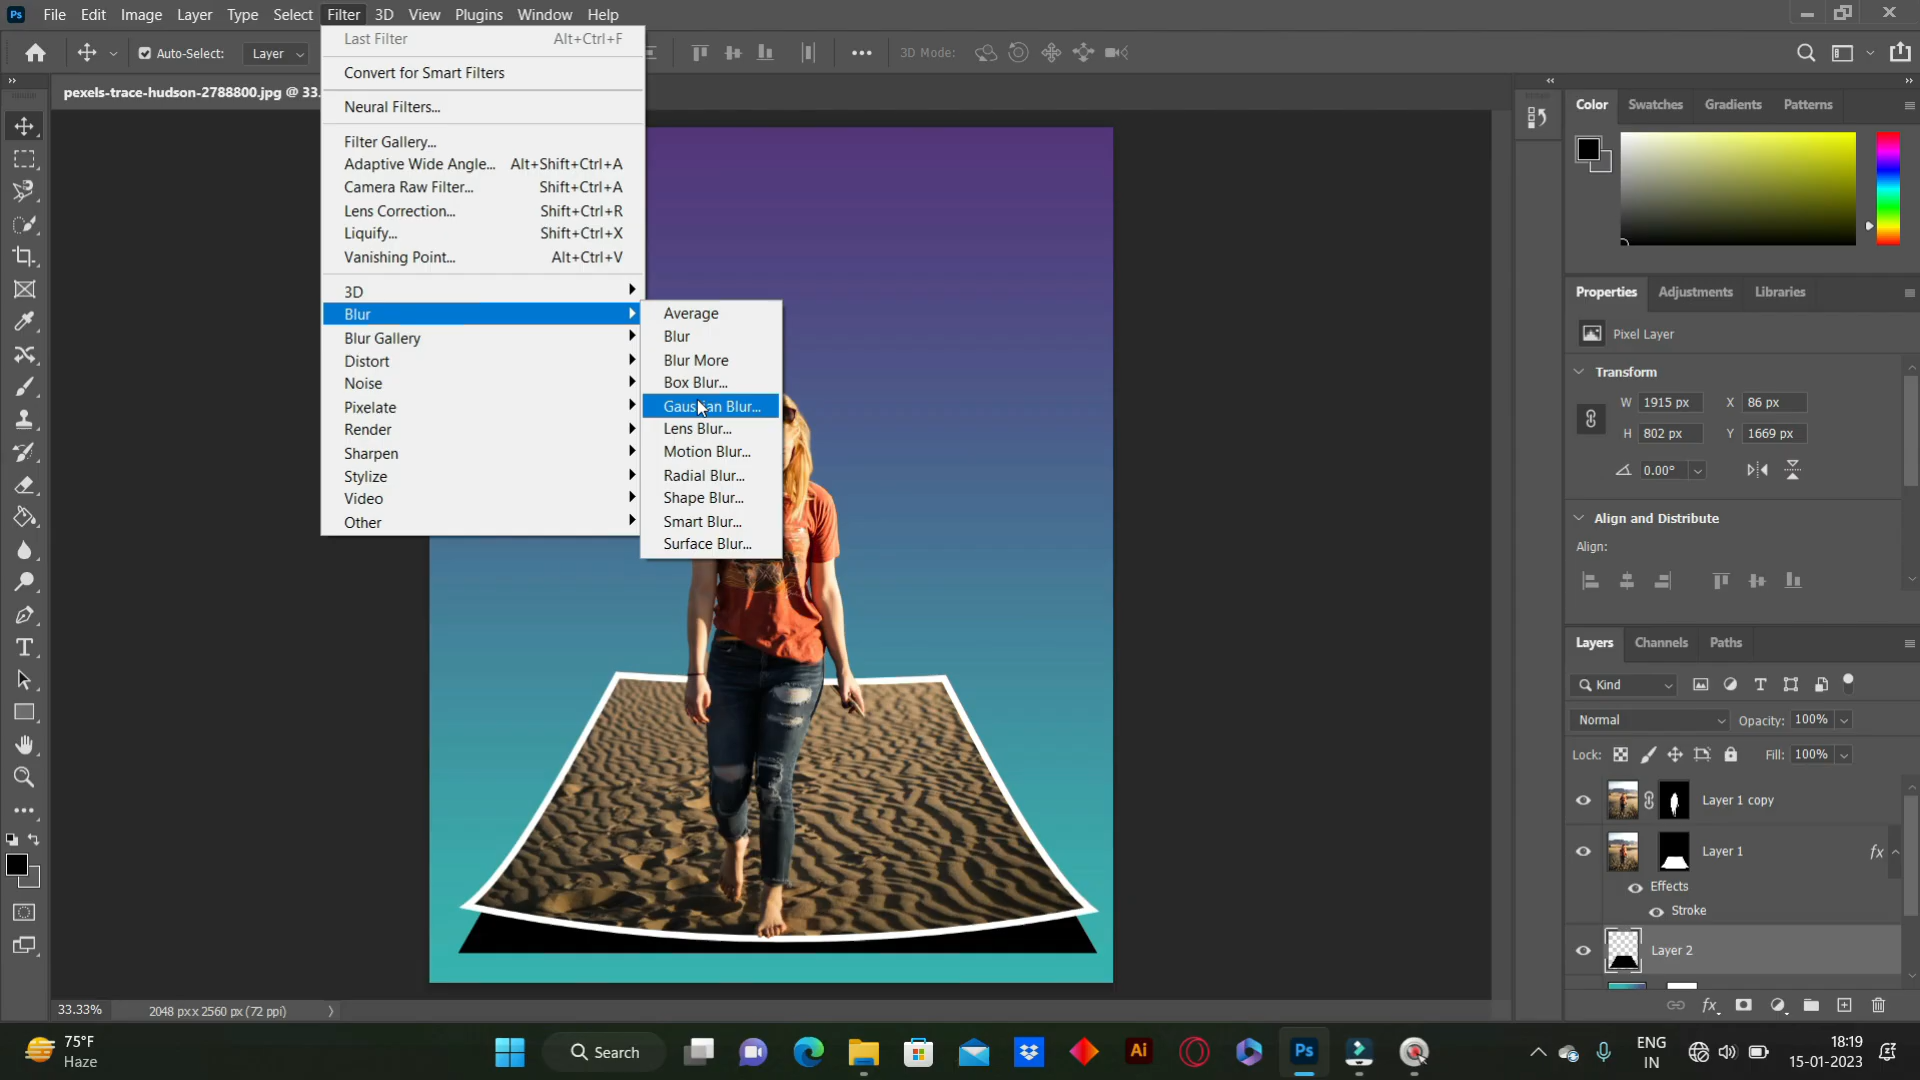 Ps File Edit Image Layer Type Select Filter 3D View Plugins Window Help
Auto-Select: Layer
3D Mode:
pexels-trace-hudson-2788800.jpg @ 33.
Last Filter Alt+Ctrl+F
Convert for Smart Filters
Neural Filters...
Filter Gallery...
Adaptive Wide Angle... Alt+Shift+Ctrl+A
Camera Raw Filter... Shift+Ctrl+A
Lens Correction... Shift+Ctrl+R
Liquify... Shift+Ctrl+X
Vanishing Point... Alt+Ctrl+V
3D
Blur
Blur Gallery
Distort
Noise
Pixelate
Render
Sharpen
Stylize
Video
Other
Average
Blur
Blur More
Box Blur...
Gaussian Blur...
Lens Blur...
Motion Blur...
Radial Blur...
Shape Blur...
Smart Blur...
Surface Blur...
Color Swatches Gradients Patterns
Properties Adjustments Libraries
Pixel Layer
Transform
W 1915 px X 86 px
H 802 px Y 1669 px
0.00°
Align and Distribute
Align:
Layers Channels Paths
Kind
Normal Opacity: 100%
Lock: Fill: 100%
Layer 1 copy
Layer 1 fx
Effects
Stroke
Layer 2
fx
33.33% 2048 px x 2560 px (72 ppi)
75°F
Haze
Search
Ai
Ps
ENG
IN
18:19
15-01-2023